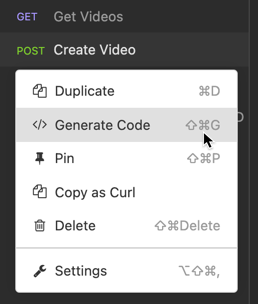 GET Get Videos
POST Create Video
Duplicate ⌘D
</> Generate Code ⇧⌘G
Pin ⇧⌘P
Copy as Curl
Delete ⇧⌘Delete
Settings ⌥⇧⌘,